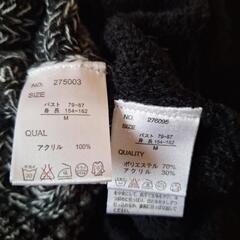 NO. 275003
SIZE
バスト 79-87
身長 154-162
M
QUAL
アクリル 100%
NO. 276095
SIZE
バスト 79-87
身長 154-162
M
QUALITY
ポリエステル 70%
アクリル 30%